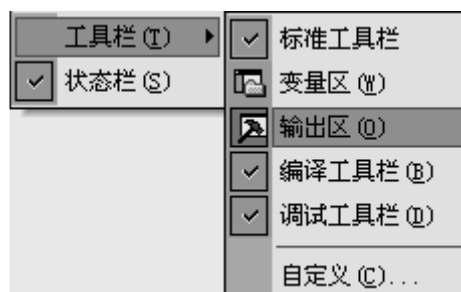 工具栏(T)
状态栏(S)
标准工具栏
变量区(W)
输出区(O)
编译工具栏(B)
调试工具栏(D)
自定义(C)...